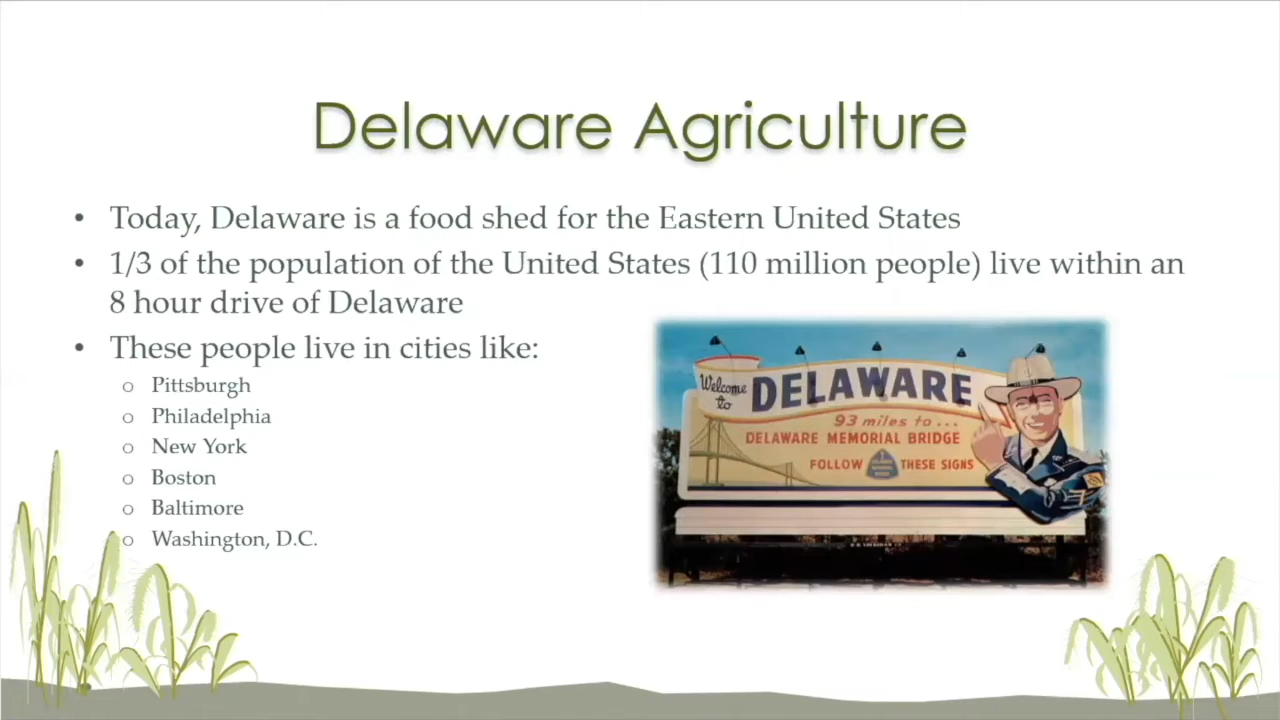 Delaware Agriculture
• Today, Delaware is a food shed for the Eastern United States
• 1/3 of the population of the United States (110 million people) live within an
8 hour drive of Delaware
• These people live in cities like:
o Pittsburgh
o Philadelphia
o New York
o Boston
o Baltimore
o Washington, D.C.
Welcome
to
DELAWARE
93 miles to...
DELAWARE MEMORIAL BRIDGE
FOLLOW THESE SIGNS